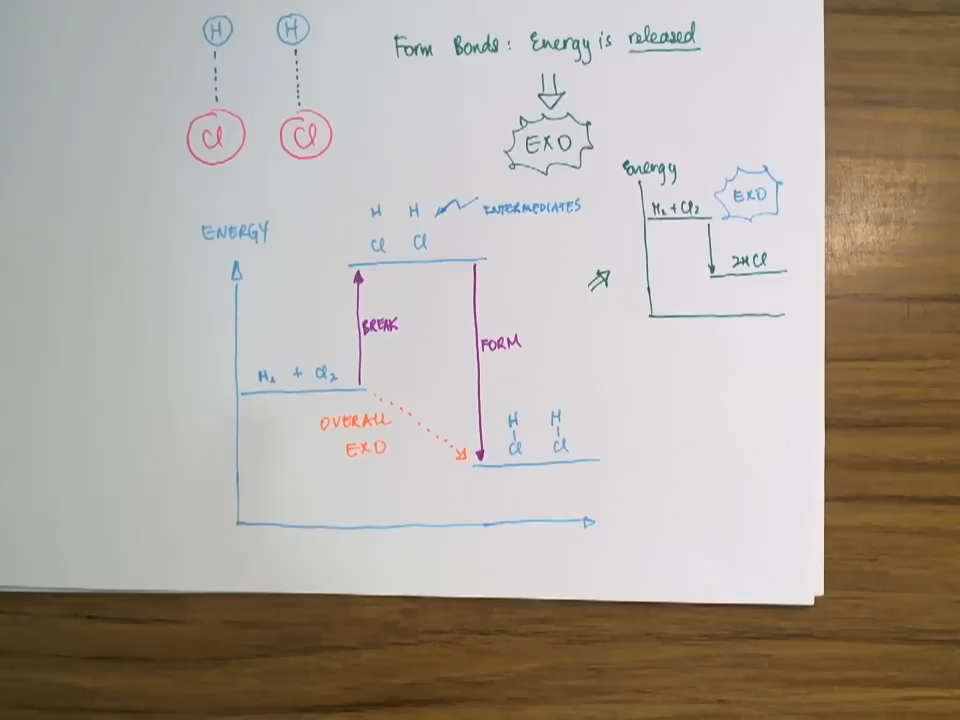 H H
Cl Cl
Form Bonds: Energy is released
EXO
Energy
EXO
H₂ + Cl₂
2HCl
ENERGY
H H INTERMEDIATES
Cl Cl
BREAK
FORM
H₂ + Cl₂
OVERALL
EXO
H H
Cl Cl